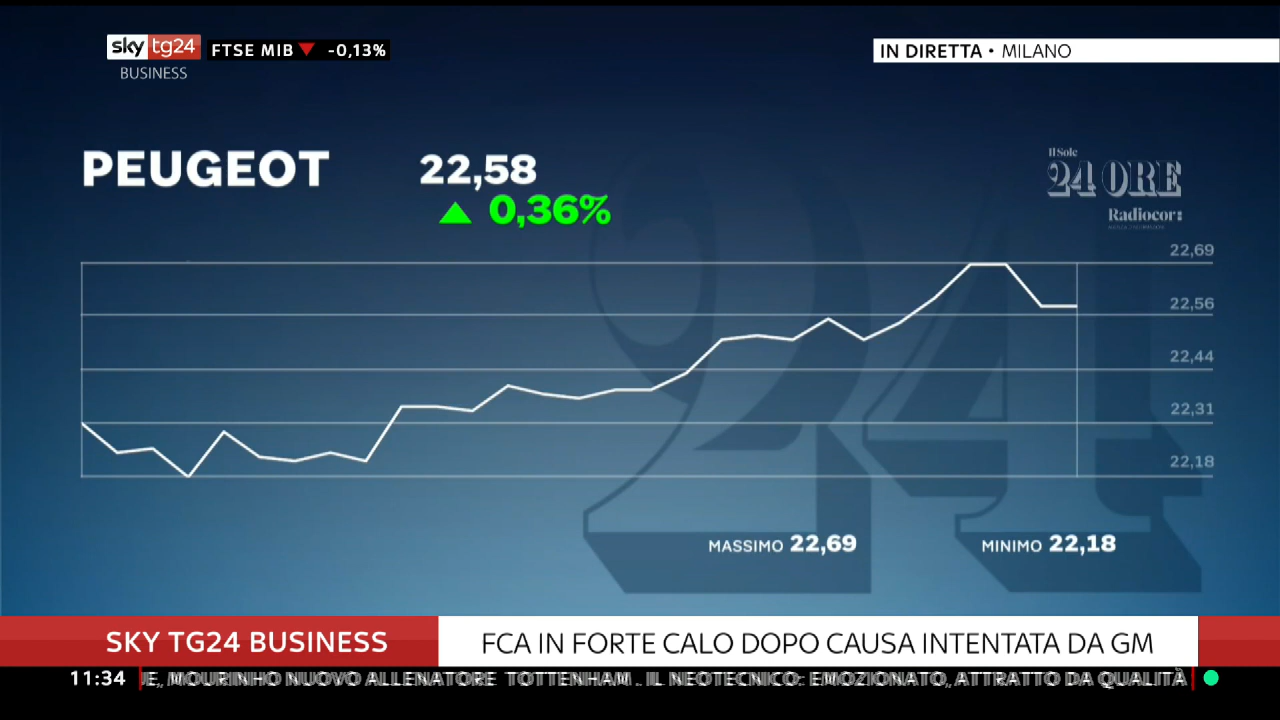 sky tg24 FTSE MIB -0,13%
BUSINESS
IN DIRETTA • MILANO
PEUGEOT 22,58
0,36%
Il Sole
24 ORE
Radiocor
22,69
22,56
22,44
22,31
22,18
MASSIMO 22,69 MINIMO 22,18
SKY TG24 BUSINESS FCA IN FORTE CALO DOPO CAUSA INTENTATA DA GM
11:34 E, MOURINHO NUOVO ALLENATORE TOTTENHAM. IL NEOTECNICO: EMOZIONATO, ATTRATTO DA QUALITÀ